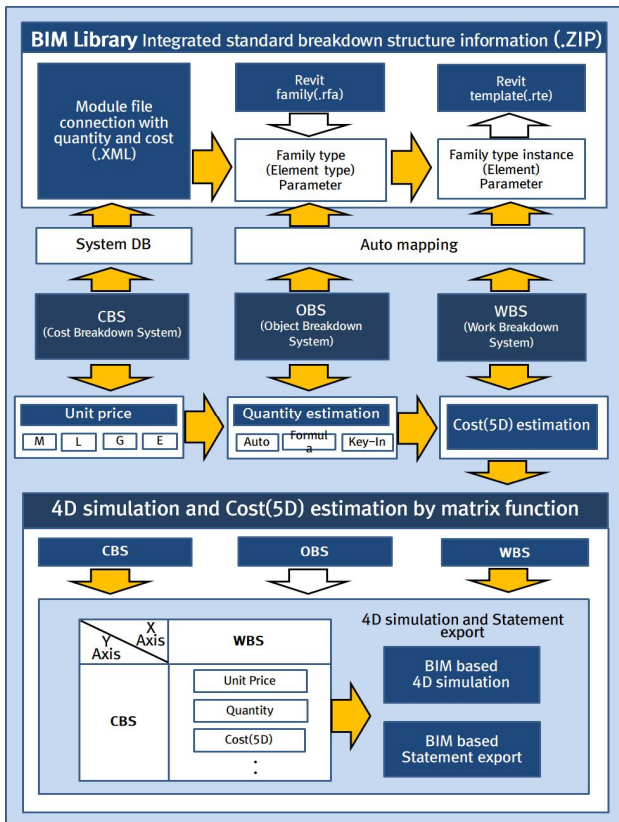 BIM Library Integrated standard breakdown structure information (.ZIP)
Module file
connection with
quantity and cost
(.XML)
Revit
family(.rfa)
Revit
template(.rte)
Family type
(Element type)
Parameter
Family type instance
(Element)
Parameter
System DB
Auto mapping
CBS
(Cost Breakdown System)
OBS
(Object Breakdown
System)
WBS
(Work Breakdown
System)
Unit price
M L G E
Quantity estimation
Auto
Formul
a
Key-In
Cost(5D) estimation
4D simulation and Cost(5D) estimation by matrix function
CBS
OBS
WBS
X
Axis
Y
Axis
WBS
CBS
Unit Price
Quantity
Cost(5D)
:
4D simulation and Statement
export
BIM based
4D simulation
BIM based
Statement export